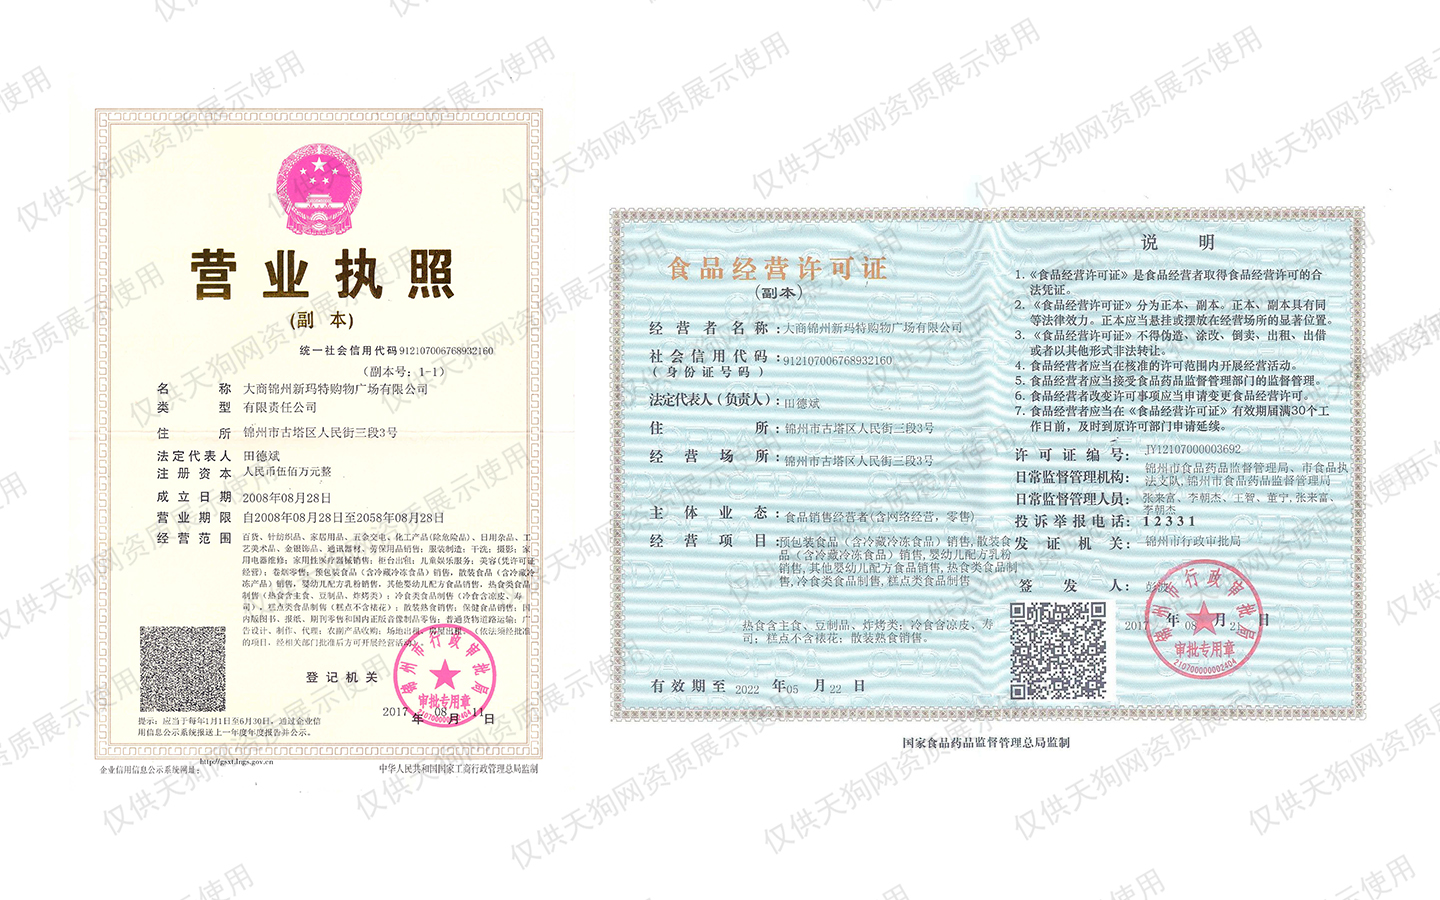 营业执照
(副 本)
统一社会信用代码912107006768932160
(副本号: 1-1)
名 称 大商锦州新玛特购物广场有限公司
类 型 有限责任公司
住 所 锦州市古塔区人民街三段3号
法定代表人 田德斌
注册资本 人民币伍佰万元整
成立日期 2008年08月28日
营业期限 自2008年08月28日至2058年08月28日
经营范围 百货、针纺织品、家居用品、五金交电、化工产品(除危险品)、日用杂品、工
艺美术品、金银饰品、通讯器材、劳保用品销售; 服装制造; 干洗; 摄影; 家
用电器维修; 家用性医疗器械销售; 柜台出租; 儿童娱乐服务; 美容(凭许可证
经营); 卷烟零售; 预包装食品(含冷藏冷冻食品)销售, 散装食品(含冷藏冷
冻产品)销售, 婴幼儿配方乳粉销售, 其他婴幼儿配方食品销售, 热食类食品
制售(热食含主食、豆制品、炸烤类); 冷食类食品制售(冷食含凉皮、寿
司), 糕点类食品制售(糕点不含裱花); 散装熟食销售; 保健食品销售; 国
内版图书、报纸、期刊零售和国内正版音像制品零售; 普通货物道路运输; 广
告设计、制作、代理; 农副产品收购; 场地出租, 房屋出租。(依法须经批准
的项目, 经相关部门批准后方可开展经营活动。)
登记机关
锦州市行政审批局
审批专用章
2017年08月11日
提示: 应当于每年1月1日至6月30日, 通过企业信
用信息公示系统报送上一年度年度报告并公示。
http://gsxt.lngs.gov.cn
企业信用信息公示系统网址:
中华人民共和国国家工商行政管理总局监制
食品经营许可证
(副本)
经营者名称: 大商锦州新玛特购物广场有限公司
社会信用代码: 912107006768932160
(身份证号码)
法定代表人(负责人): 田德斌
住 所: 锦州市古塔区人民街三段3号
经营场所: 锦州市古塔区人民街三段3号
主体业态: 食品销售经营者(含网络经营, 零售)
经营项目: 预包装食品(含冷藏冷冻食品)销售, 散装食
品(含冷藏冷冻食品)销售, 婴幼儿配方乳粉
销售, 其他婴幼儿配方食品销售, 热食类食品制
售, 冷食类食品制售, 糕点类食品制售
热食含主食、豆制品、炸烤类; 冷食含凉皮、寿
司; 糕点不含裱花; 散装熟食销售。
有效期至 2022 年05 月22 日
说 明
1.《食品经营许可证》是食品经营者取得食品经营许可的合
法凭证。
2.《食品经营许可证》分为正本、副本。正本、副本具有同
等法律效力。正本应当悬挂或摆放在经营场所的显著位置。
3.《食品经营许可证》不得伪造、涂改、倒卖、出租、出借
或者以其他形式非法转让。
4. 食品经营者应当在核准的许可范围内开展经营活动。
5. 食品经营者应当接受食品药品监督管理部门的监督管理。
6. 食品经营者改变许可事项应当申请变更食品经营许可。
7. 食品经营者应当在《食品经营许可证》有效期届满30个工
作日前, 及时到原许可部门申请延续。
许可证编号: JY12107000003692
日常监督管理机构: 锦州市食品药品监督管理局、市食品执
法支队, 锦州市食品药品监督管理局
日常监督管理人员: 张来富、李朝杰、王智、董宁, 张来富、
李朝杰
投诉举报电话: 12331
发证机关: 锦州市行政审批局
签发人:
锦州市行政审批局
审批专用章
210700000002404
2017 年 05 月 23 日
国家食品药品监督管理总局监制
仅供天狗网资质展示使用